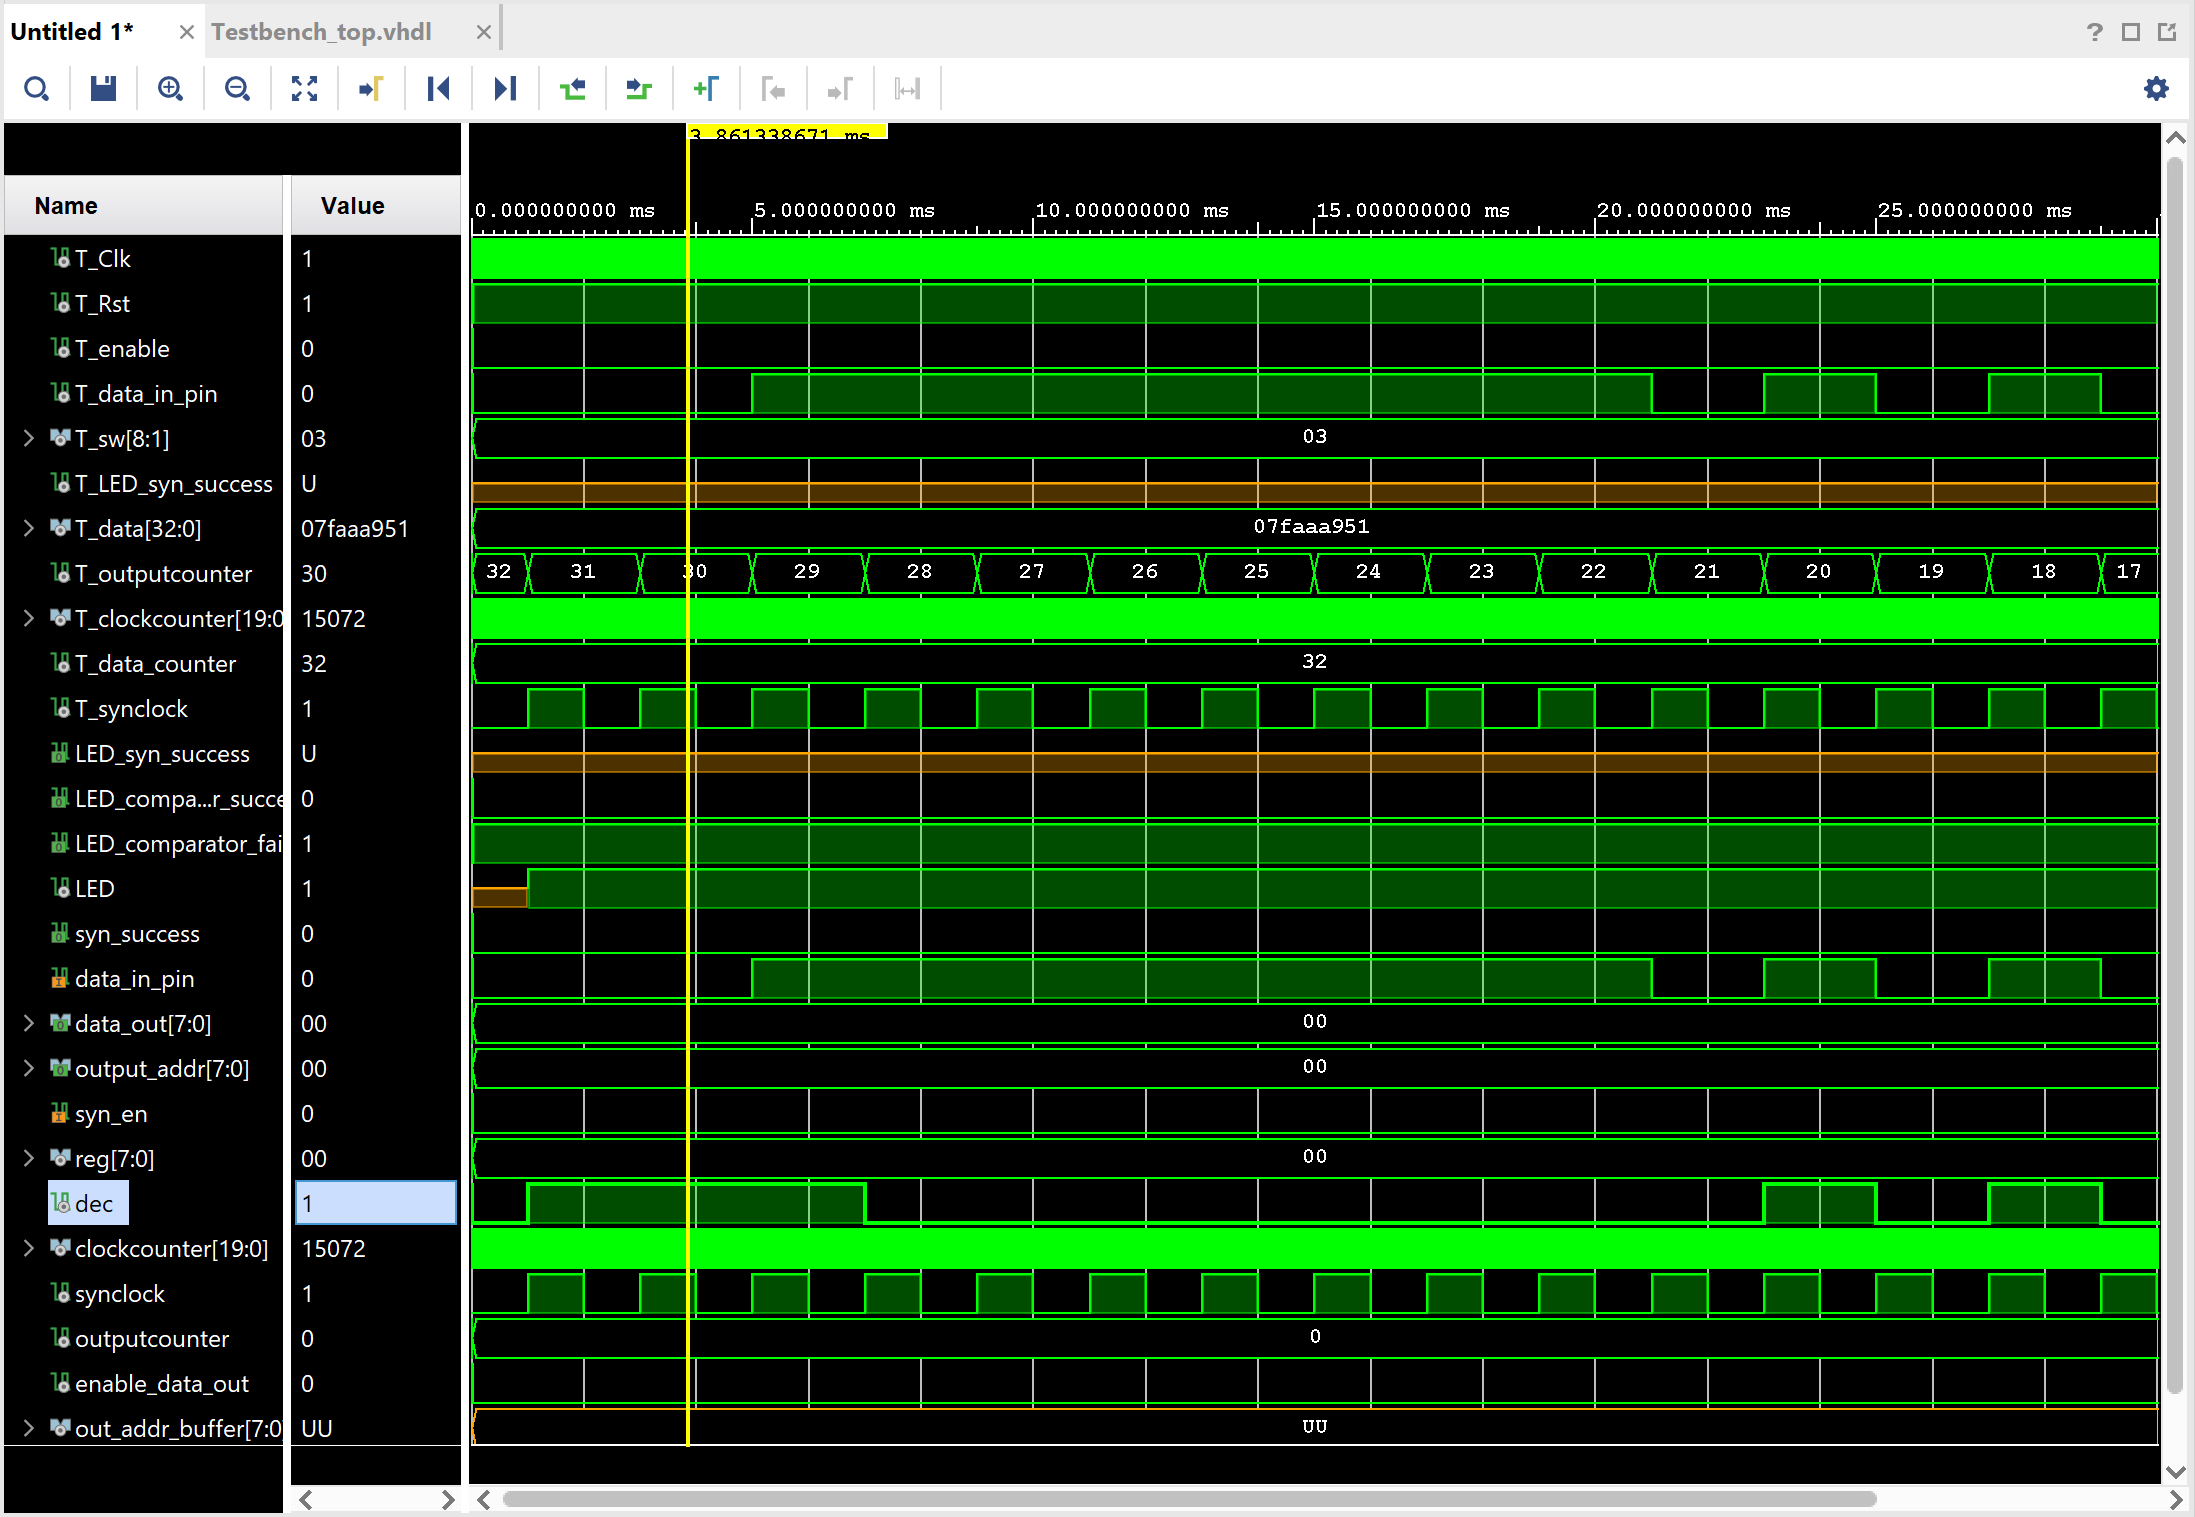 Untitled 1*
Testbench_top.vhdl
?
3.861338671 ms
Name
Value
0.000000000 ms
5.000000000 ms
10.000000000 ms
15.000000000 ms
20.000000000 ms
25.000000000 ms
T_Clk 1
T_Rst 1
T_enable 0
T_data_in_pin 0
T_sw[8:1] 03 03
T_LED_syn_success U
T_data[32:0] 07faaa951 07faaa951
T_outputcounter 30 32 31 30 29 28 27 26 25 24 23 22 21 20 19 18 17
T_clockcounter[19:0 15072
T_data_counter 32 32
T_synclock 1
LED_syn_success U
LED_compa...r_succe 0
LED_comparator_fai 1
LED 1
syn_success 0
data_in_pin 0
data_out[7:0] 00 00
output_addr[7:0] 00 00
syn_en 0
reg[7:0] 00 00
dec 1
clockcounter[19:0] 15072
synclock 1
outputcounter 0 0
enable_data_out 0
out_addr_buffer[7:0 UU UU